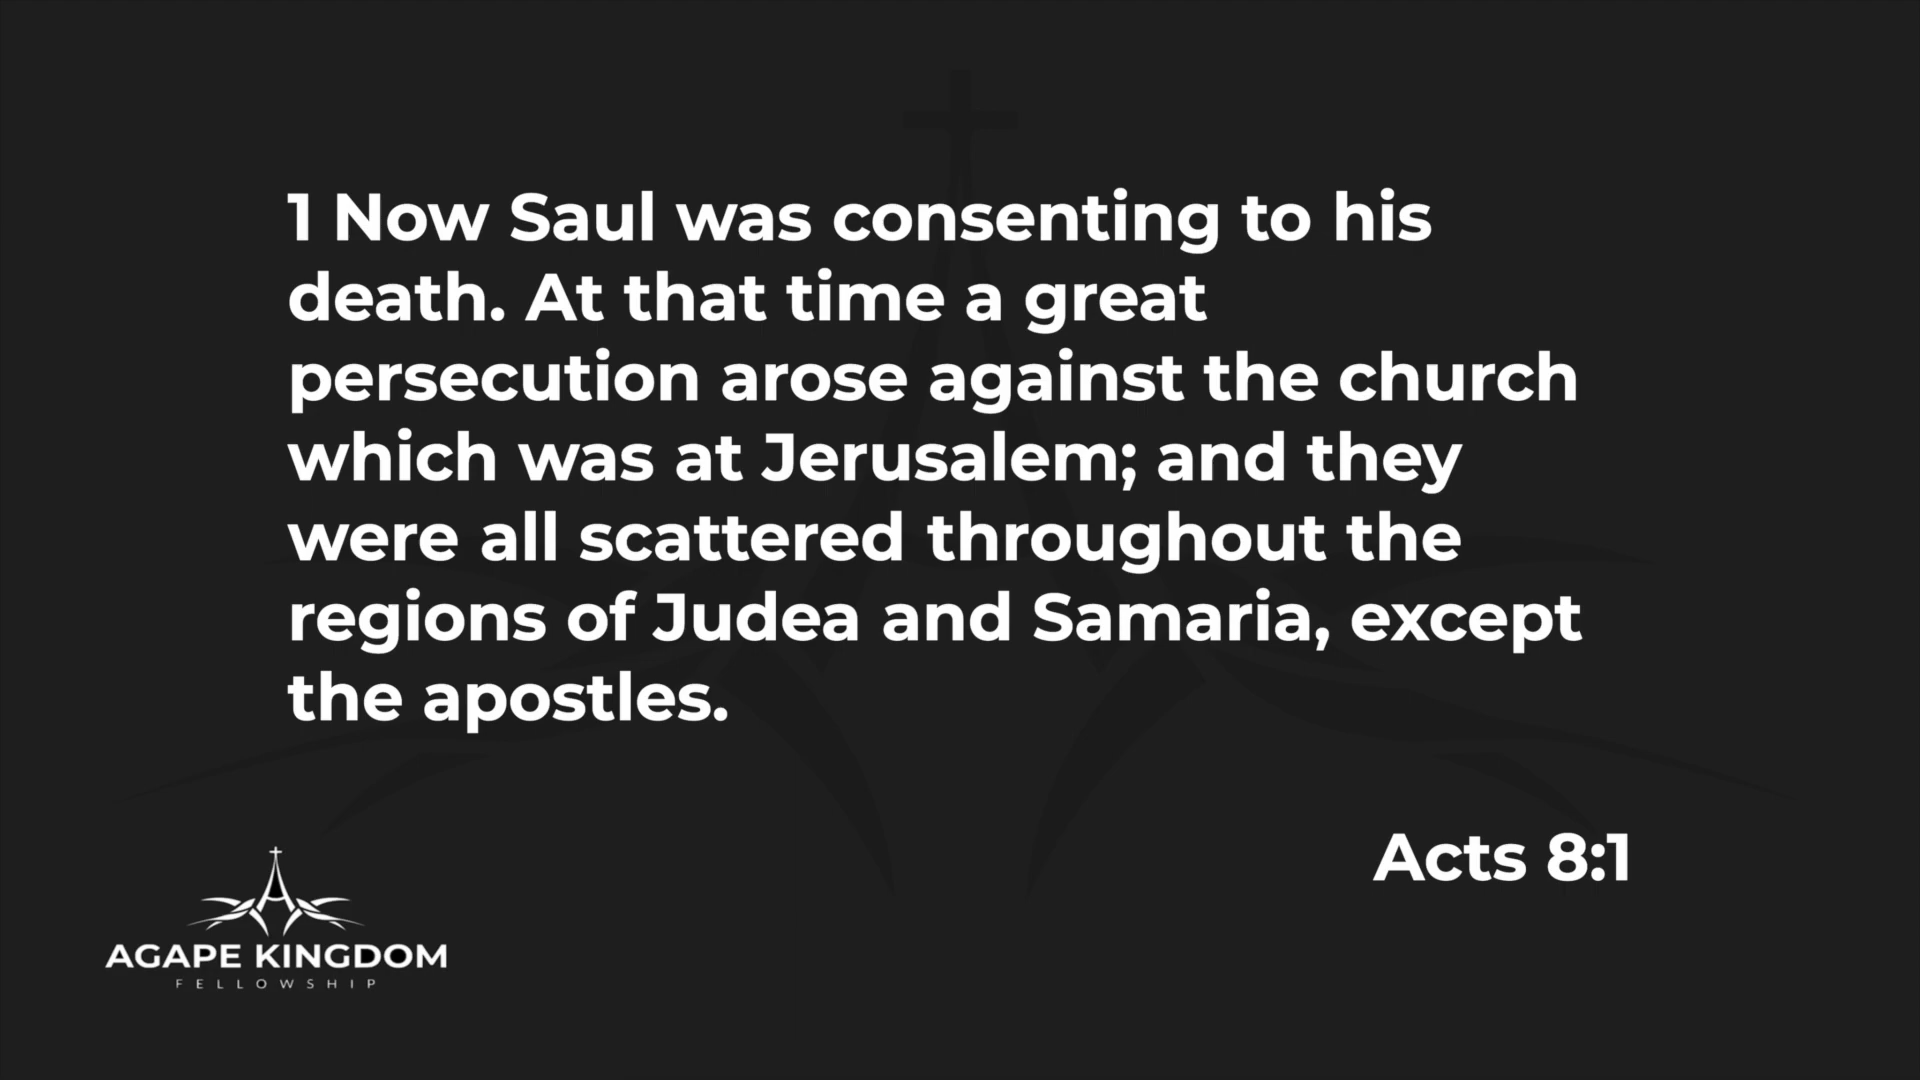 1 Now Saul was consenting to his
death. At that time a great
persecution arose against the church
which was at Jerusalem; and they
were all scattered throughout the
regions of Judea and Samaria, except
the apostles.
Acts 8:1
AGAPE KINGDOM
FELLOWSHIP